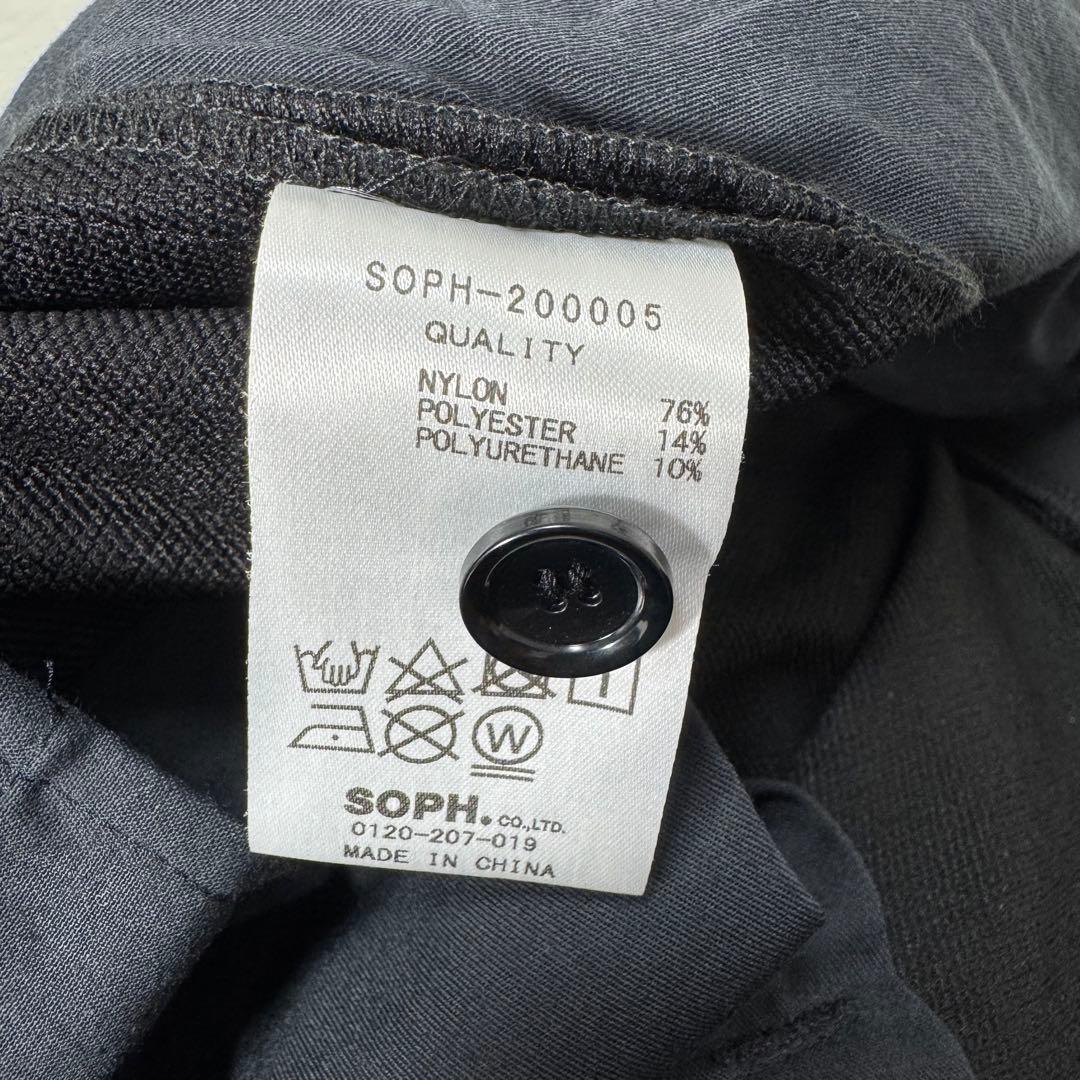 SOPH-200005
QUALITY
NYLON 76%
POLYESTER 14%
POLYURETHANE 10%
W
SOPH. CO.,LTD.
0120-207-019
MADE IN CHINA